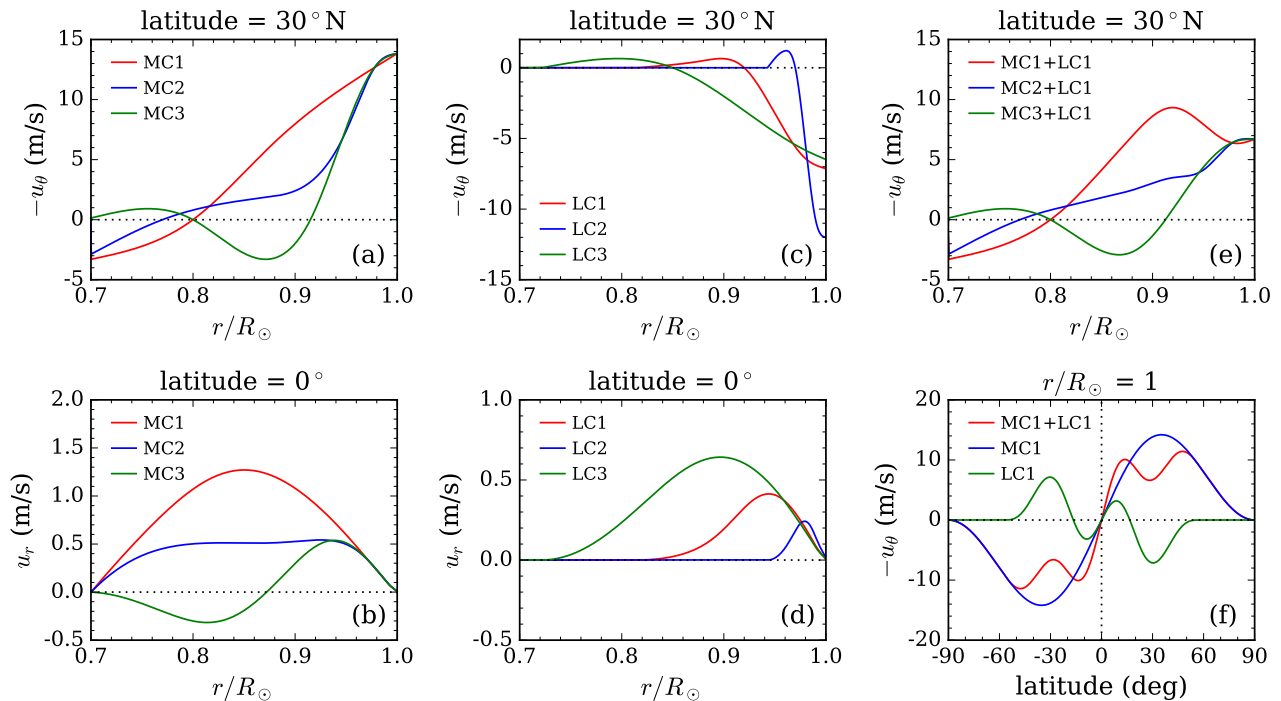 latitude = 30°N
15
10
5
0
-5
−u_θ (m/s)
MC1
MC2
MC3
(a)
0.7 0.8 0.9 1.0
r/R_⊙
latitude = 30°N
0
-5
-10
-15
−u_θ (m/s)
LC1
LC2
LC3
(c)
0.7 0.8 0.9 1.0
r/R_⊙
latitude = 30°N
15
10
5
0
-5
−u_θ (m/s)
MC1+LC1
MC2+LC1
MC3+LC1
(e)
0.7 0.8 0.9 1.0
r/R_⊙
latitude = 0°
2.0
1.5
1.0
0.5
0.0
-0.5
u_r (m/s)
MC1
MC2
MC3
(b)
0.7 0.8 0.9 1.0
r/R_⊙
latitude = 0°
1.0
0.5
0.0
-0.5
u_r (m/s)
LC1
LC2
LC3
(d)
0.7 0.8 0.9 1.0
r/R_⊙
r/R_⊙ = 1
20
10
0
-10
-20
−u_θ (m/s)
MC1+LC1
MC1
LC1
(f)
-90 -60 -30 0 30 60 90
latitude (deg)